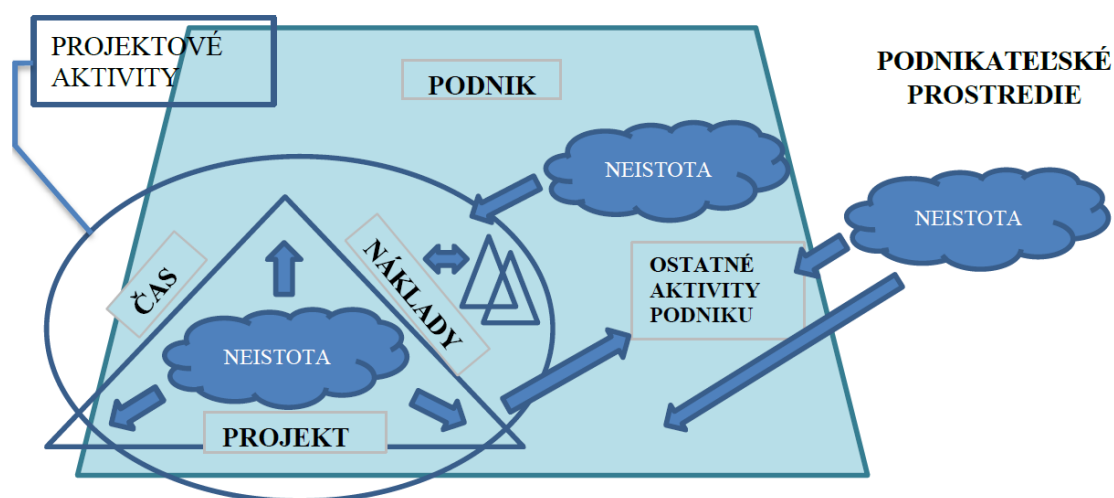 PROJEKTOVÉ
AKTIVITY
PODNIK
PODNIKATEĽSKÉ
PROSTREDIE
NEISTOTA
NEISTOTA
ČAS
NÁKLADY
OSTATNÉ
AKTIVITY
PODNIKU
NEISTOTA
PROJEKT